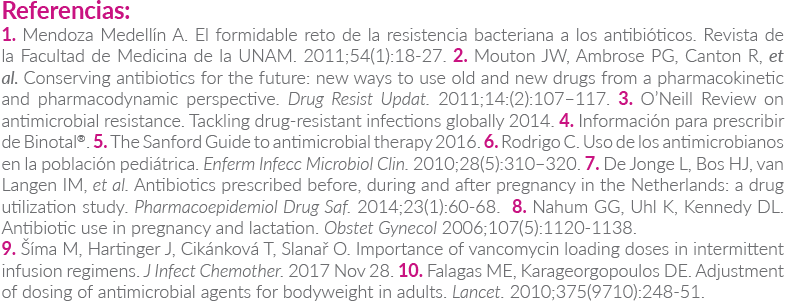 Referencias:
1. Mendoza Medellín A. El formidable reto de la resistencia bacteriana a los antibióticos. Revista de
la Facultad de Medicina de la UNAM. 2011;54(1):18-27. 2. Mouton JW, Ambrose PG, Canton R, et
al. Conserving antibiotics for the future: new ways to use old and new drugs from a pharmacokinetic
and pharmacodynamic perspective. Drug Resist Updat. 2011;14:(2):107–117. 3. O’Neill Review on
antimicrobial resistance. Tackling drug-resistant infections globally 2014. 4. Información para prescribir
de Binotal®. 5. The Sanford Guide to antimicrobial therapy 2016. 6. Rodrigo C. Uso de los antimicrobianos
en la población pediátrica. Enferm Infecc Microbiol Clin. 2010;28(5):310–320. 7. De Jonge L, Bos HJ, van
Langen IM, et al. Antibiotics prescribed before, during and after pregnancy in the Netherlands: a drug
utilization study. Pharmacoepidemiol Drug Saf. 2014;23(1):60-68. 8. Nahum GG, Uhl K, Kennedy DL.
Antibiotic use in pregnancy and lactation. Obstet Gynecol 2006;107(5):1120-1138.
9. Šíma M, Hartinger J, Cikánková T, Slanař O. Importance of vancomycin loading doses in intermittent
infusion regimens. J Infect Chemother. 2017 Nov 28. 10. Falagas ME, Karageorgopoulos DE. Adjustment
of dosing of antimicrobial agents for bodyweight in adults. Lancet. 2010;375(9710):248-51.